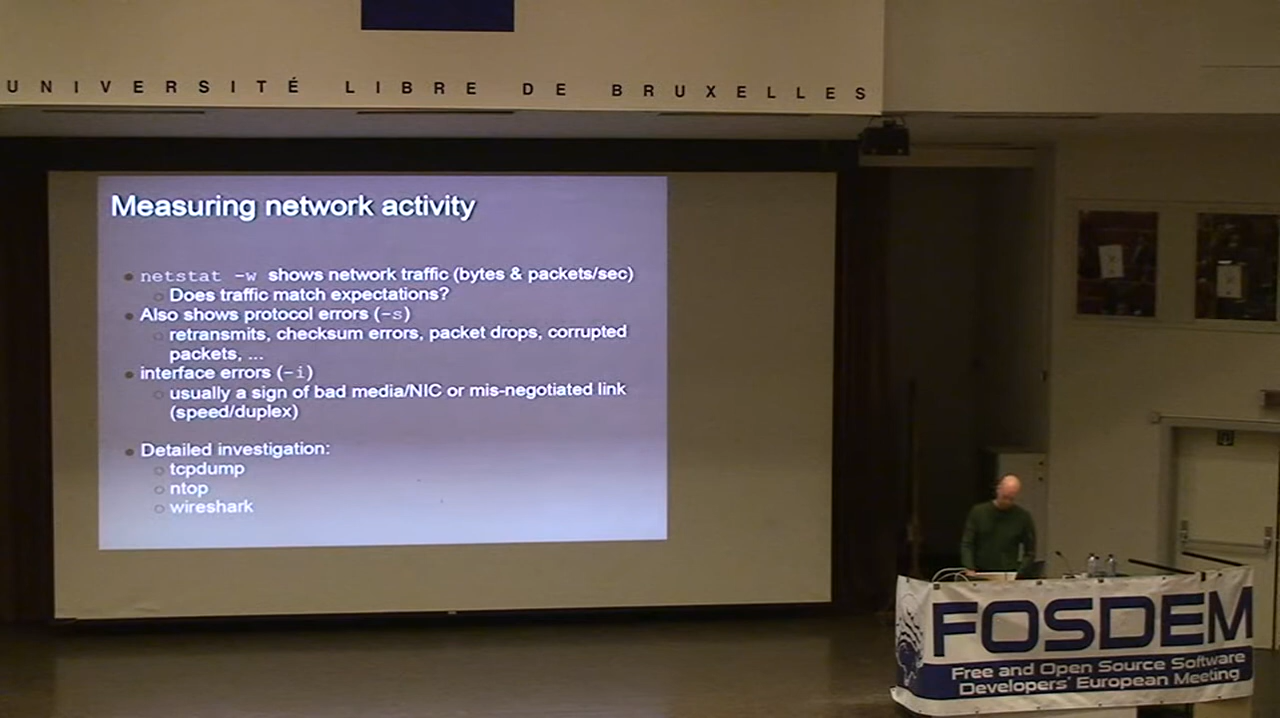 UNIVERSITÉ LIBRE DE BRUXELLES
Measuring network activity
netstat -w shows network traffic (bytes & packets/sec)
Does traffic match expectations?
Also shows protocol errors (-s)
retransmits, checksum errors, packet drops, corrupted
packets, ...
interface errors (-i)
usually a sign of bad media/NIC or mis-negotiated link
(speed/duplex)
Detailed investigation:
tcpdump
ntop
wireshark
FOSDEM
Free and Open Source Software
Developers' European Meeting